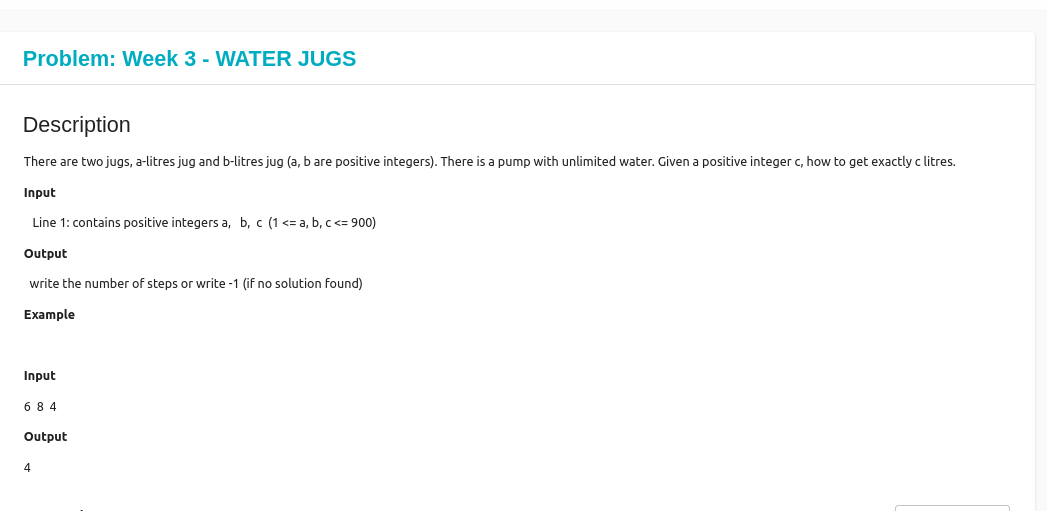 Problem: Week 3 - WATER JUGS
Description
There are two jugs, a-litres jug and b-litres jug (a, b are positive integers). There is a pump with unlimited water. Given a positive integer c, how to get exactly c litres.
Input
Line 1: contains positive integers a, b, c (1 <= a, b, c <= 900)
Output
write the number of steps or write -1 (if no solution found)
Example
Input
6 8 4
Output
4